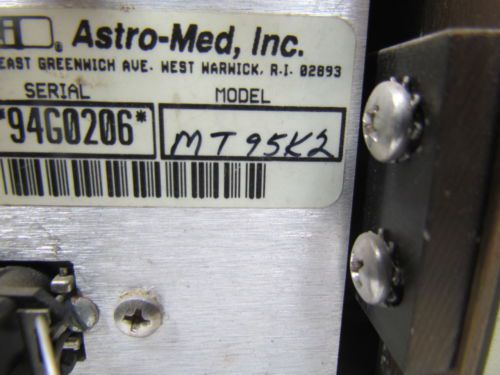 ®. Astro-Med, Inc.
EAST GREENWICH AVE. WEST WARWICK, R.I. 02893
SERIAL MODEL
*94G0206* MT95K2